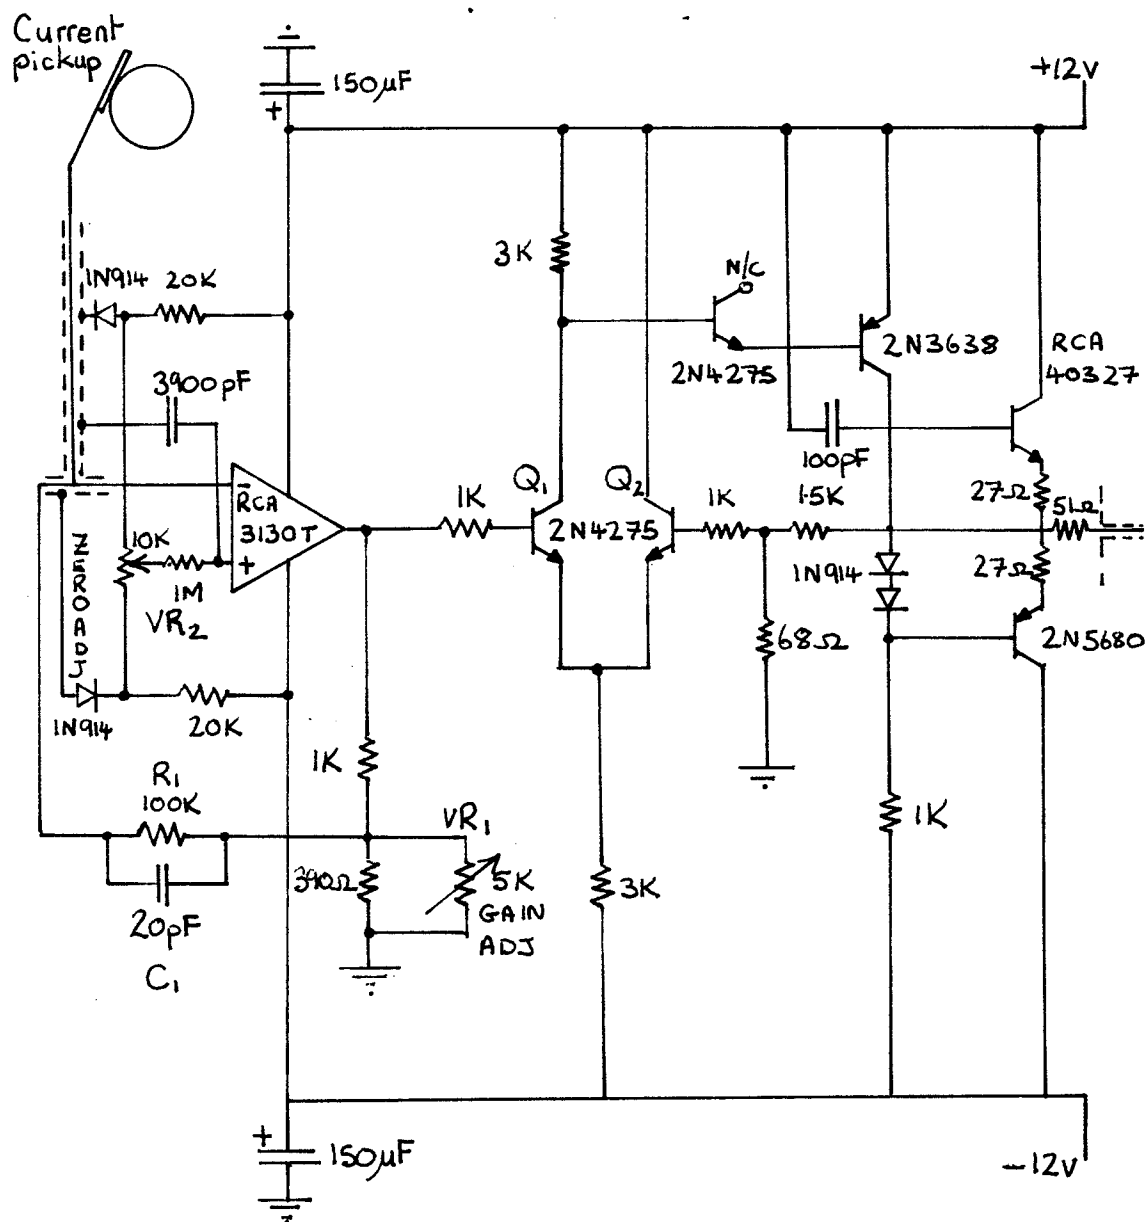 Current
pickup
150µF
+
+12v
1N914
20K
3K
N/C
2N4275
2N3638
RCA
40327
3900pF
100pF
-
RCA
3130T
+
1K
Q₁
Q₂
2N4275
1K
1.5K
27Ω
51Ω
27Ω
1N914
10K
1M
VR₂
ZERO ADJ
68Ω
2N5680
1N914
20K
1K
R₁
100K
VR₁
1K
390Ω
5K
GAIN
ADJ
3K
20pF
C₁
+
150µF
-12v